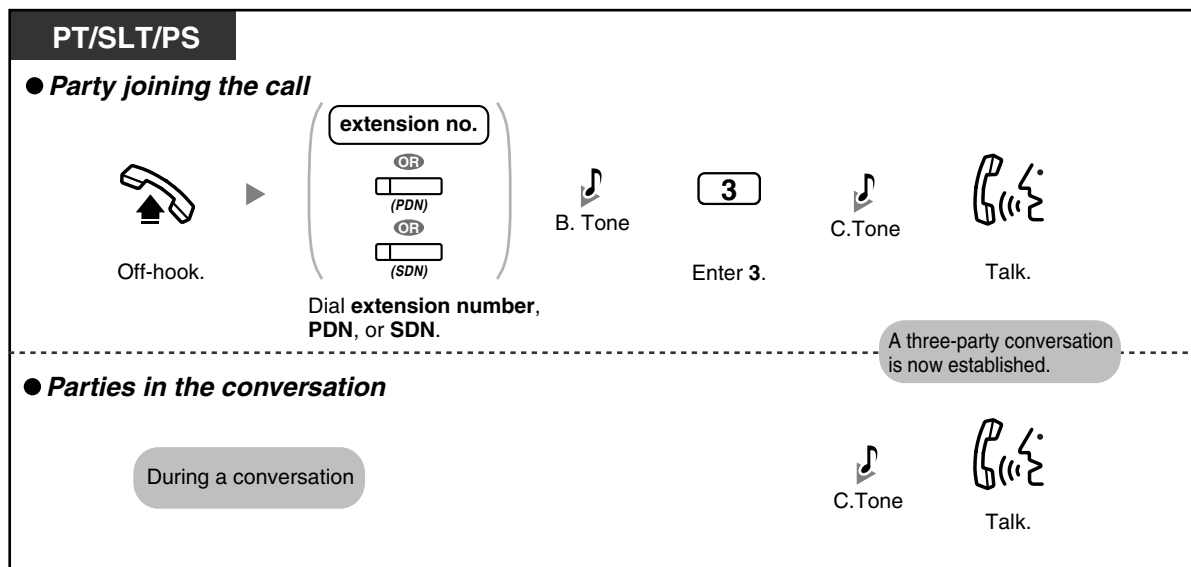 PT/SLT/PS
● Party joining the call
extension no.
OR
(PDN)
OR
(SDN)
B. Tone
3
C.Tone
Off-hook.
Enter 3.
Talk.
Dial extension number,
PDN, or SDN.
A three-party conversation
is now established.
● Parties in the conversation
During a conversation
C.Tone
Talk.